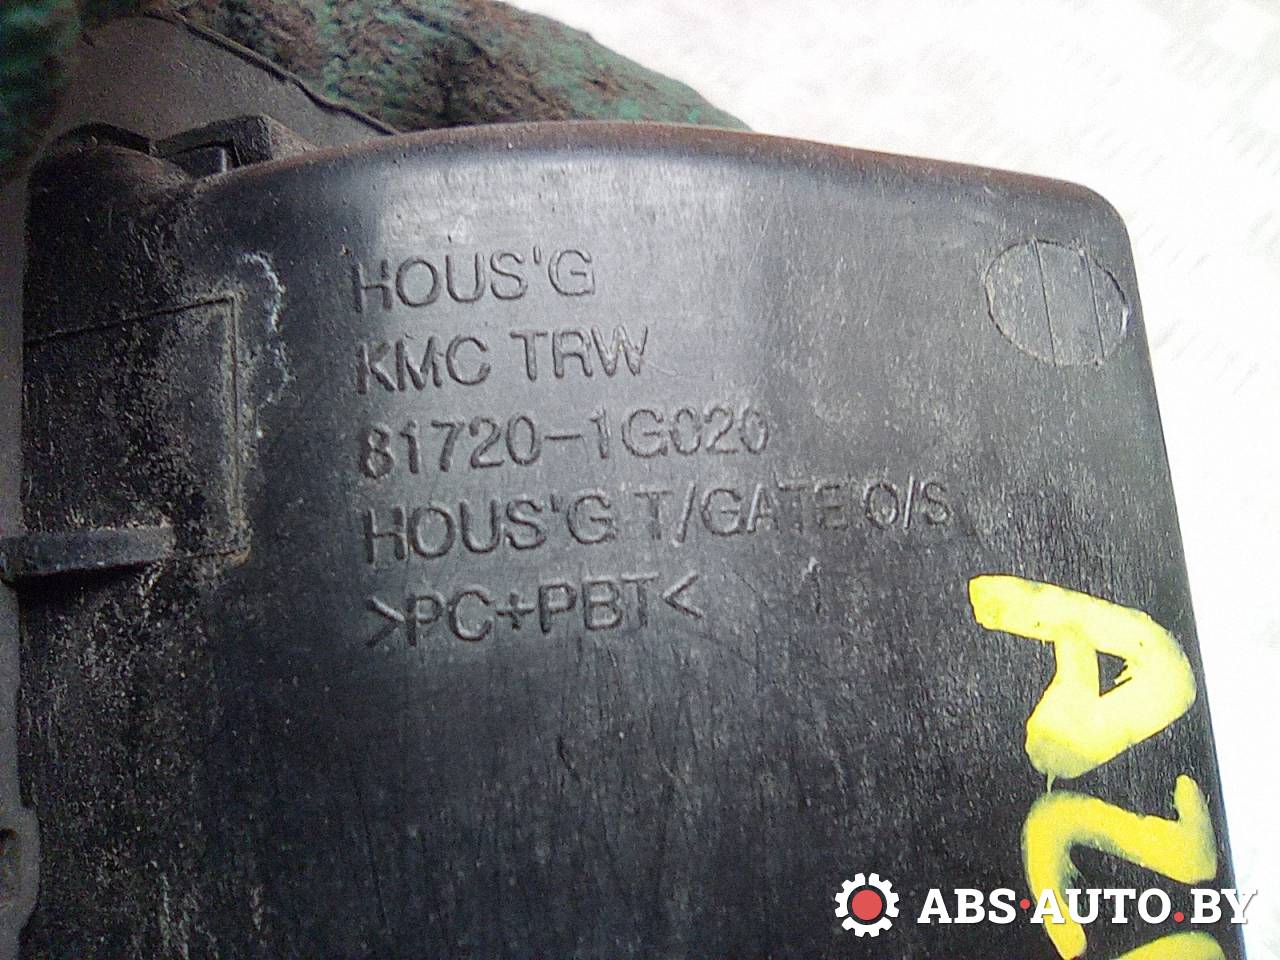 HOUS'G
KMC TRW
81720-1G020
HOUS'G T/GATE O/S
>PC+PBT<
ABS·AUTO.BY